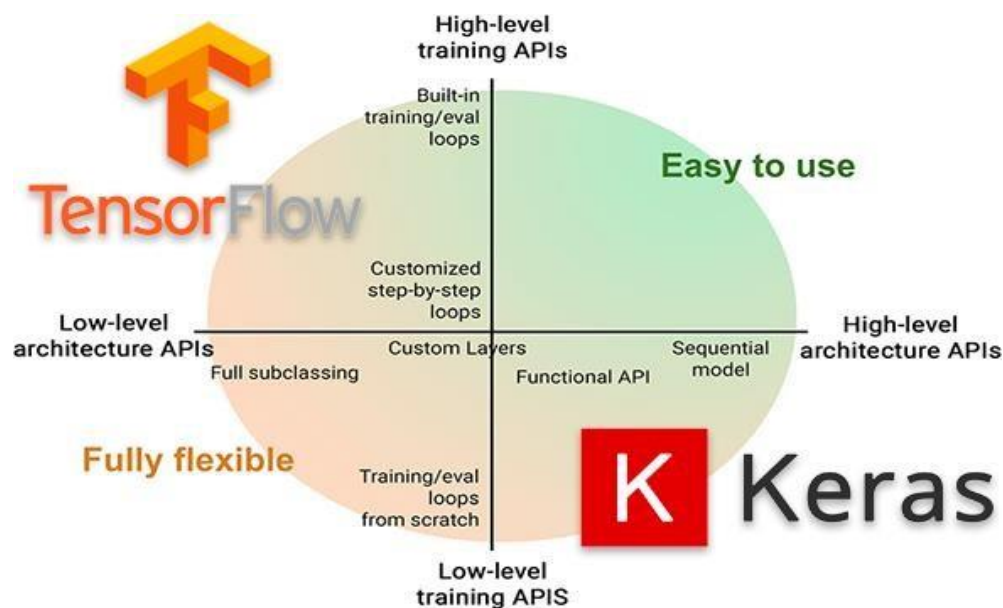 High-level
training APIs
Built-in
training/eval
loops
Easy to use
TensorFlow
Customized
step-by-step
loops
Low-level
architecture APIs
High-level
architecture APIs
Custom Layers
Full subclassing
Functional API
Sequential
model
Fully flexible
Training/eval
loops
from scratch
K Keras
Low-level
training APIS